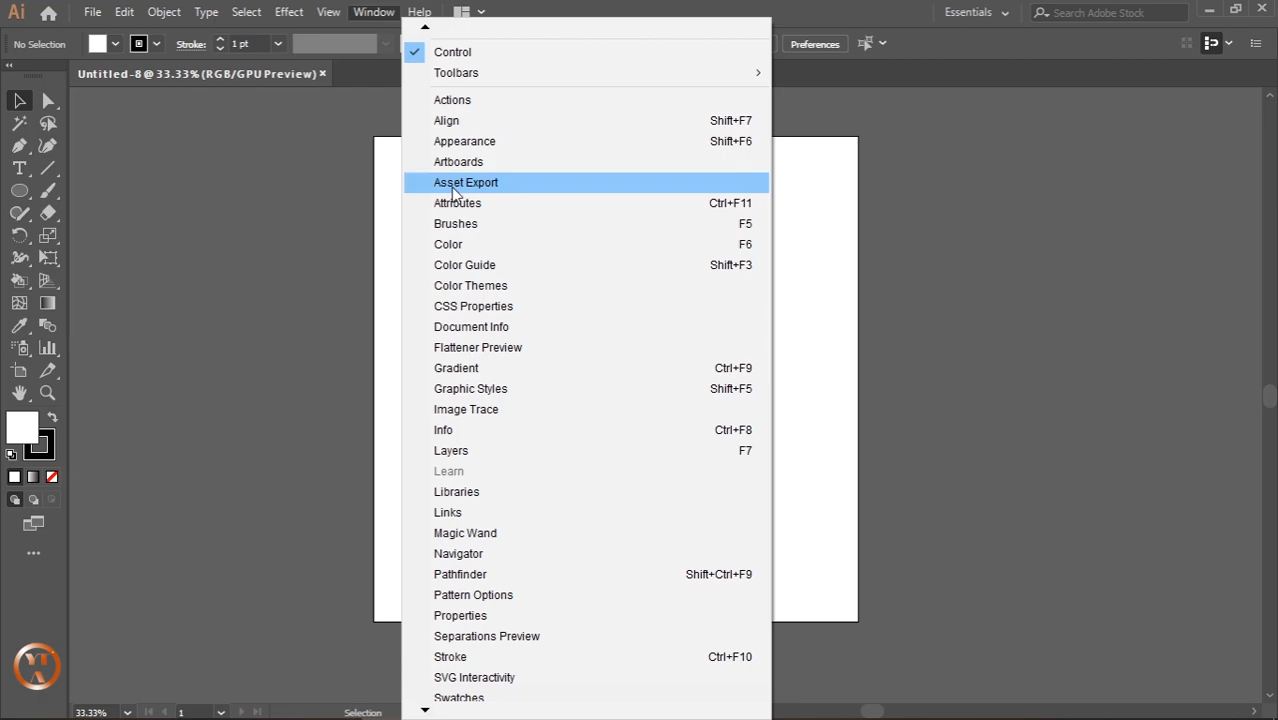 Ai File Edit Object Type Select Effect View Window Help Essentials Search Adobe Stock
No Selection Stroke: 1 pt Preferences
Untitled-8 @ 33.33% (RGB/GPU Preview)
Control
Toolbars
Actions
Align Shift+F7
Appearance Shift+F6
Artboards
Asset Export
Attributes Ctrl+F11
Brushes F5
Color F6
Color Guide Shift+F3
Color Themes
CSS Properties
Document Info
Flattener Preview
Gradient Ctrl+F9
Graphic Styles Shift+F5
Image Trace
Info Ctrl+F8
Layers F7
Learn
Libraries
Links
Magic Wand
Navigator
Pathfinder Shift+Ctrl+F9
Pattern Options
Properties
Separations Preview
Stroke Ctrl+F10
SVG Interactivity
Swatches
33.33% 1 Selection